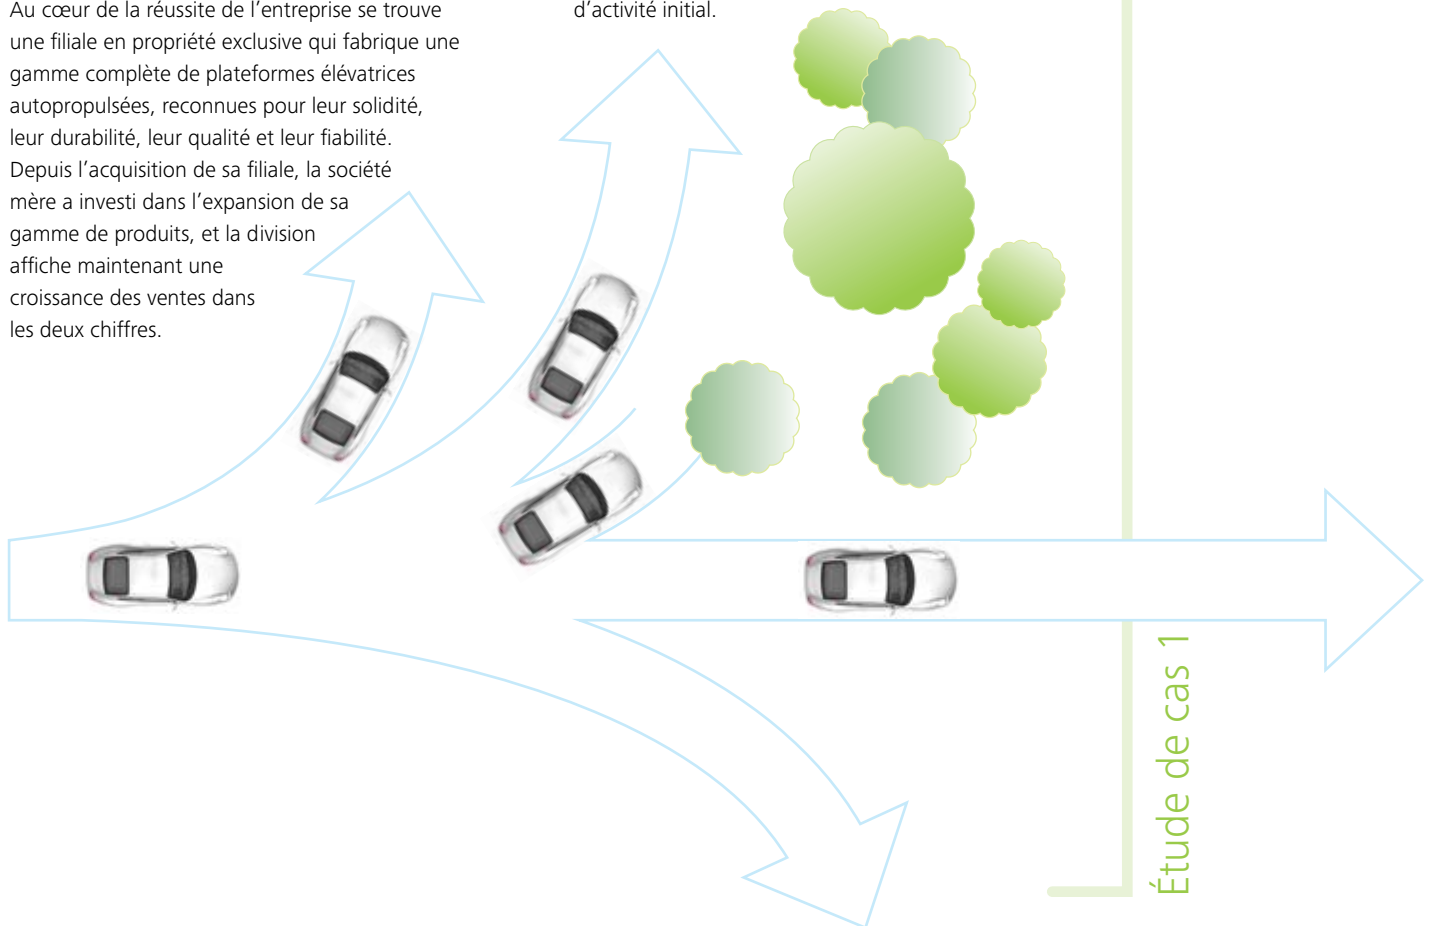 Au cœur de la réussite de l’entreprise se trouve
une filiale en propriété exclusive qui fabrique une
gamme complète de plateformes élévatrices
autopropulsées, reconnues pour leur solidité,
leur durabilité, leur qualité et leur fiabilité.
Depuis l’acquisition de sa filiale, la société
mère a investi dans l’expansion de sa
gamme de produits, et la division
affiche maintenant une
croissance des ventes dans
les deux chiffres.
d’activité initial.
Étude de cas 1